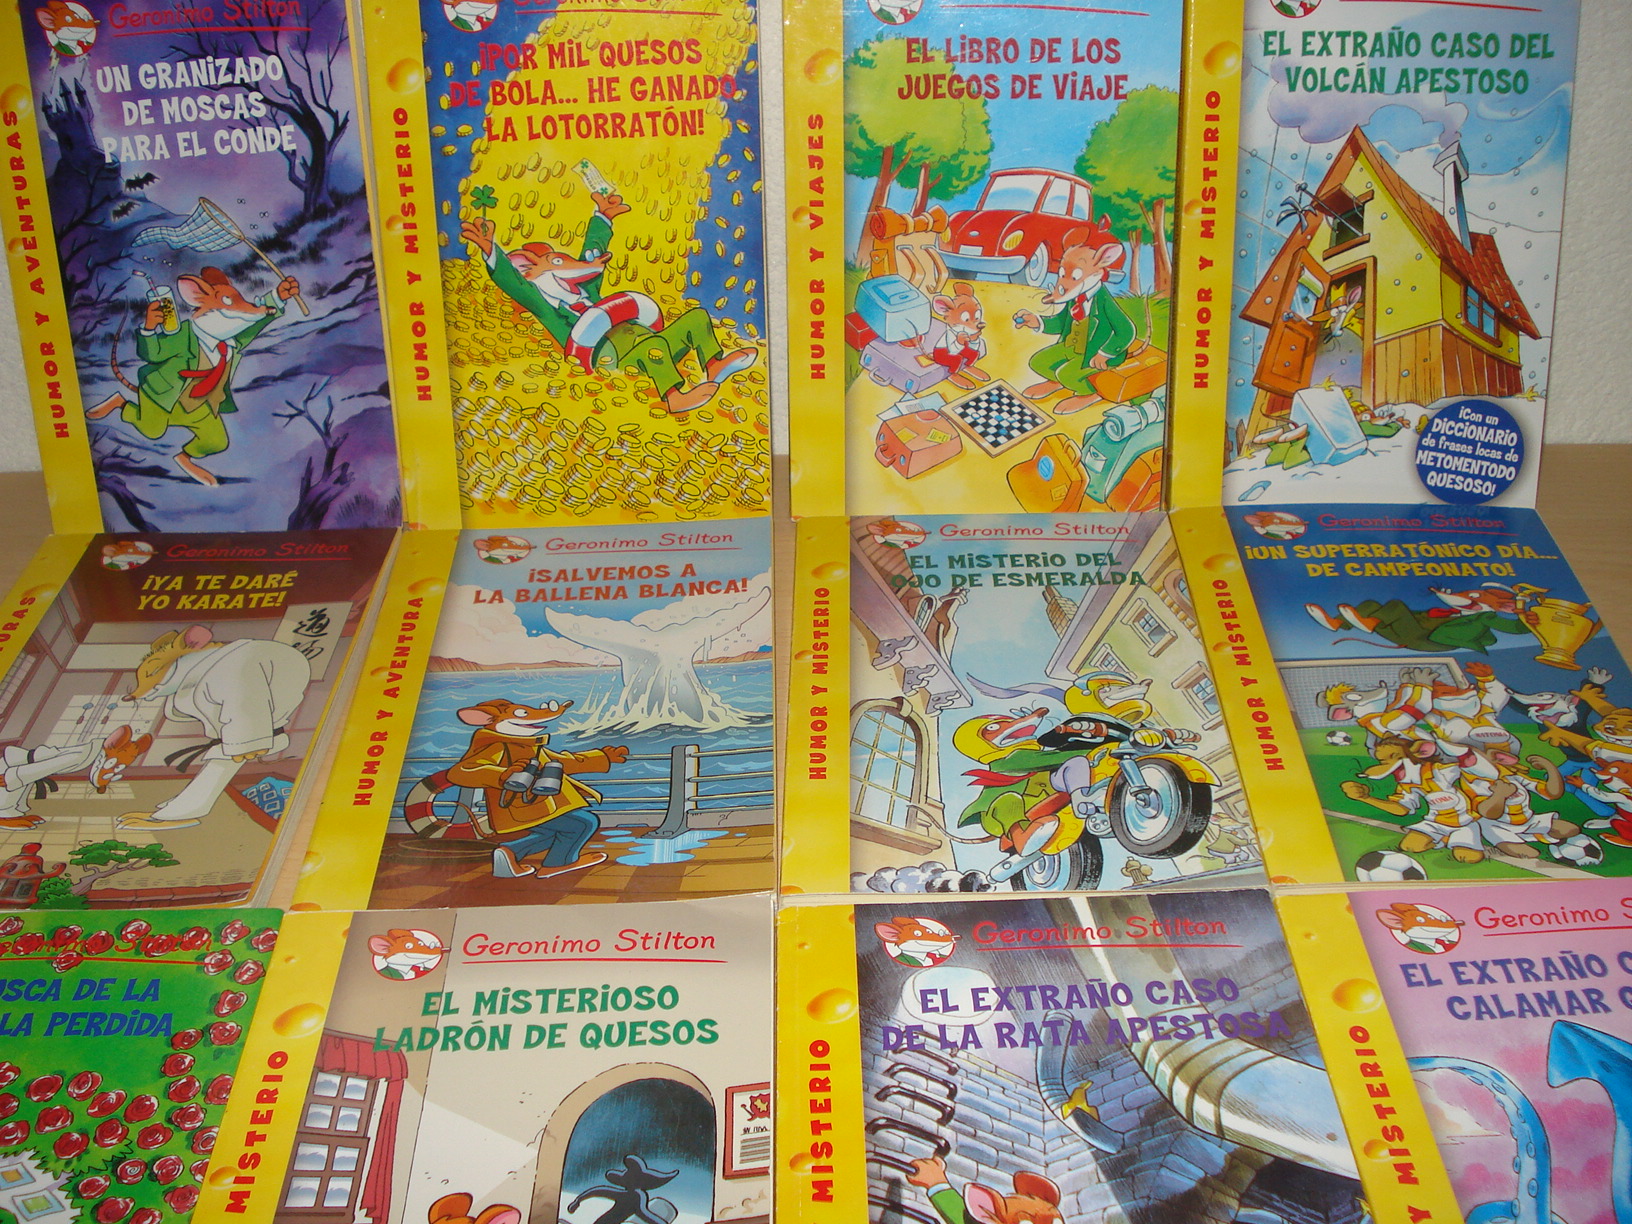 Geronimo Stilton
UN GRANIZADO
DE MOSCAS
PARA EL CONDE
HUMOR Y AVENTURAS
Geronimo Stilton
¡POR MIL QUESOS
DE BOLA... HE GANADO
LA LOTORRATÓN!
HUMOR Y MISTERIO
EL LIBRO DE LOS
JUEGOS DE VIAJE
HUMOR Y VIAJES
EL EXTRAÑO CASO DEL
VOLCÁN APESTOSO
HUMOR Y MISTERIO
¡Con un
DICCIONARIO
de frases locas de
METOMENTODO
QUESOSO!
Geronimo Stilton
¡YA TE DARÉ
YO KARATE!
Geronimo Stilton
¡SALVEMOS A
LA BALLENA BLANCA!
HUMOR Y AVENTURA
Geronimo Stilton
EL MISTERIO DEL
OJO DE ESMERALDA
HUMOR Y MISTERIO
Geronimo Stilton
¡UN SUPERRATÓNICO DÍA...
DE CAMPEONATO!
HUMOR Y MISTERIO
Geronimo Stilton
DE LA
PERDIDA
Geronimo Stilton
EL MISTERIOSO
LADRÓN DE QUESOS
MISTERIO
Geronimo Stilton
EL EXTRAÑO CASO
DE LA RATA APESTOSA
MISTERIO
Geronimo
EL EXTRAÑO
CALAMAR
Y MISTERIO